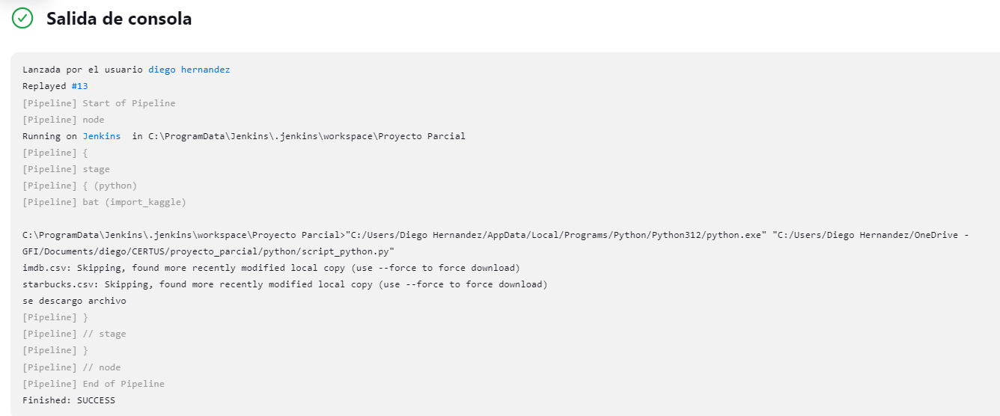 Salida de consola
Lanzada por el usuario diego hernandez
Replayed #13
[Pipeline] Start of Pipeline
[Pipeline] node
Running on Jenkins  in C:\ProgramData\Jenkins\.jenkins\workspace\Proyecto Parcial
[Pipeline] {
[Pipeline] stage
[Pipeline] { (python)
[Pipeline] bat (import_kaggle)
C:\ProgramData\Jenkins\.jenkins\workspace\Proyecto Parcial>"C:/Users/Diego Hernandez/AppData/Local/Programs/Python/Python312/python.exe" "C:/Users/Diego Hernandez/OneDrive -
GFI/Documents/diego/CERTUS/proyecto_parcial/python/script_python.py"
imdb.csv: Skipping, found more recently modified local copy (use --force to force download)
starbucks.csv: Skipping, found more recently modified local copy (use --force to force download)
se descargo archivo
[Pipeline] }
[Pipeline] // stage
[Pipeline] }
[Pipeline] // node
[Pipeline] End of Pipeline
Finished: SUCCESS